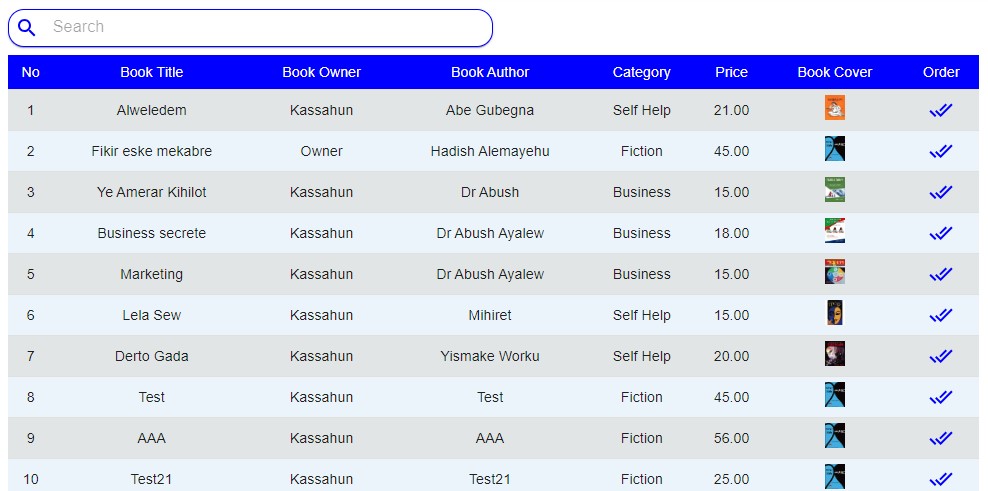 Search
No Book Title Book Owner Book Author Category Price Book Cover Order
1 Alweledem Kassahun Abe Gubegna Self Help 21.00
2 Fikir eske mekabre Owner Hadish Alemayehu Fiction 45.00
3 Ye Amerar Kihilot Kassahun Dr Abush Business 15.00
4 Business secrete Kassahun Dr Abush Ayalew Business 18.00
5 Marketing Kassahun Dr Abush Ayalew Business 15.00
6 Lela Sew Kassahun Mihiret Self Help 15.00
7 Derto Gada Kassahun Yismake Worku Self Help 20.00
8 Test Kassahun Test Fiction 45.00
9 AAA Kassahun AAA Fiction 56.00
10 Test21 Kassahun Test21 Fiction 25.00